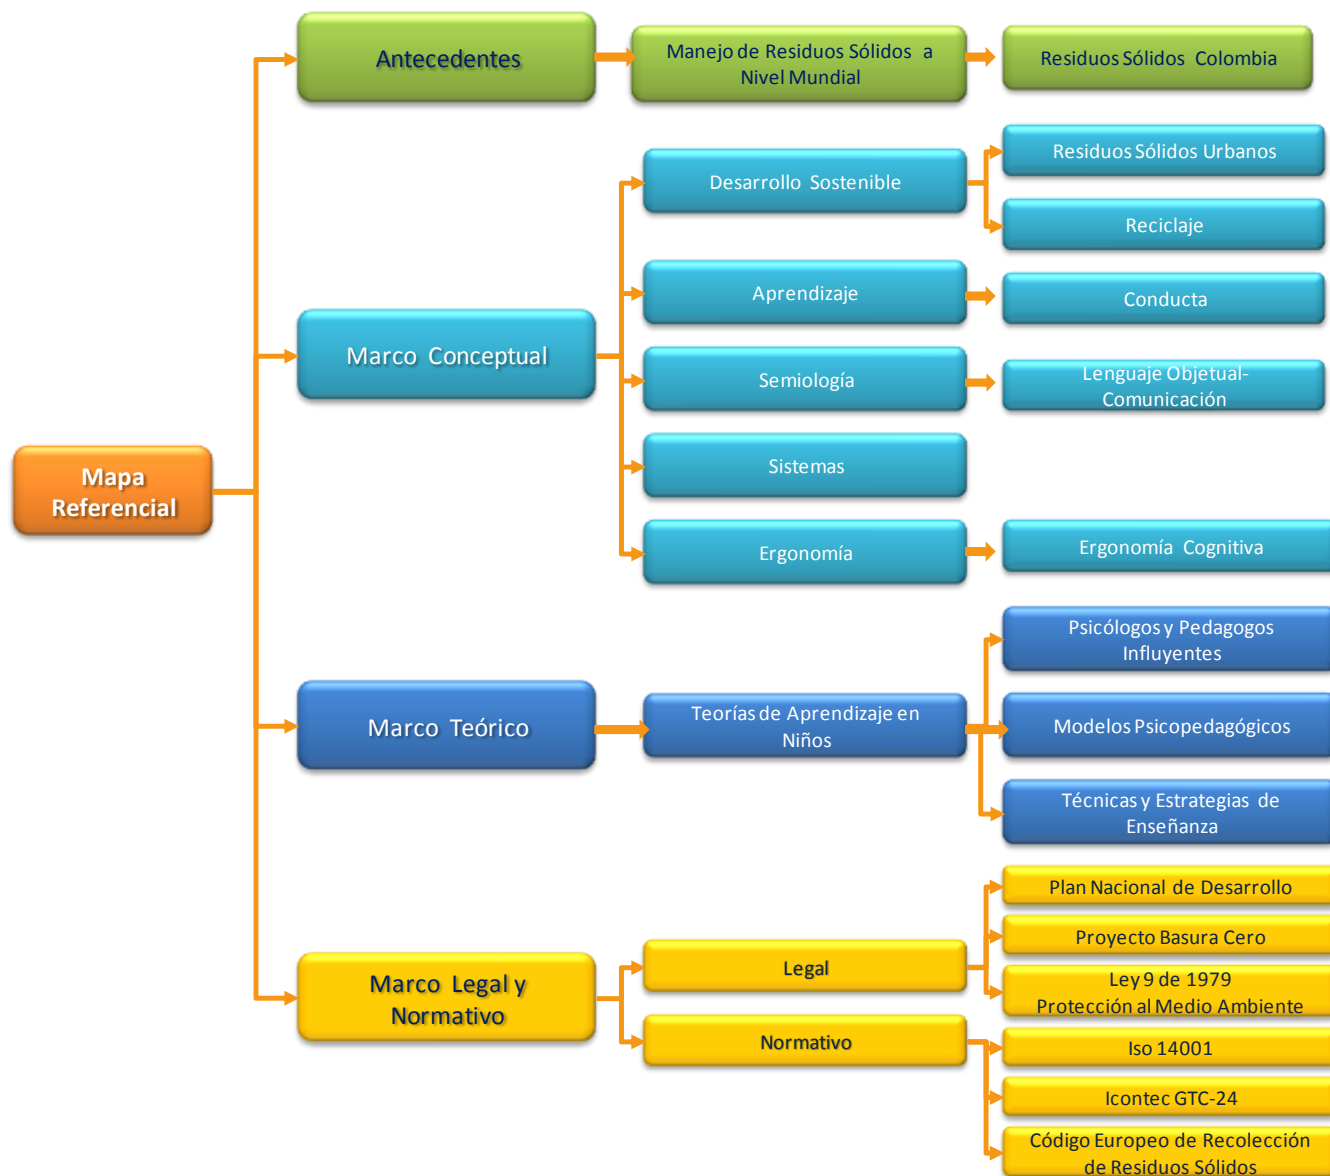 Mapa
Referencial
Antecedentes
Manejo de Residuos Sólidos a
Nivel Mundial
Residuos Sólidos Colombia
Marco Conceptual
Desarrollo Sostenible
Residuos Sólidos Urbanos
Reciclaje
Aprendizaje
Conducta
Semiología
Lenguaje Objetual-
Comunicación
Sistemas
Ergonomía
Ergonomía Cognitiva
Marco Teórico
Teorías de Aprendizaje en
Niños
Psicólogos y Pedagogos
Influyentes
Modelos Psicopedagógicos
Técnicas y Estrategias de
Enseñanza
Marco Legal y
Normativo
Legal
Plan Nacional de Desarrollo
Proyecto Basura Cero
Ley 9 de 1979
Protección al Medio Ambiente
Normativo
Iso 14001
Icontec GTC-24
Código Europeo de Recolección
de Residuos Sólidos